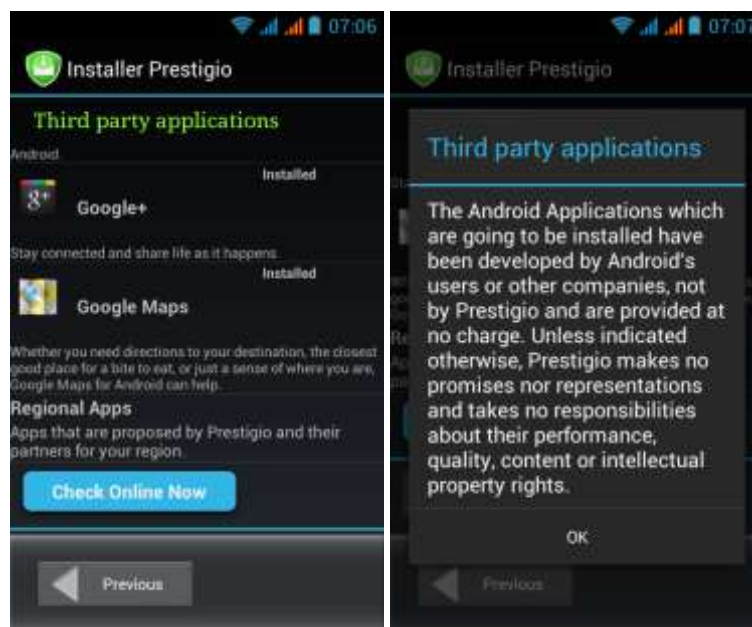 07:06
Installer Prestigio
Third party applications
Android.
Installed
Google+
Stay connected and share life as it happens.
Installed
Google Maps
Whether you need directions to your destination, the closest
good place for a bite to eat, or just a sense of where you are,
Google Maps for Android can help.
Regional Apps
Apps that are proposed by Prestigio and their
partners for your region.
Check Online Now
Previous
07:07
Installer Prestigio
Third party applications
The Android Applications which
are going to be installed have
been developed by Android's
users or other companies, not
by Prestigio and are provided at
no charge. Unless indicated
otherwise, Prestigio makes no
promises nor representations
and takes no responsibilities
about their performance,
quality, content or intellectual
property rights.
OK
Previous